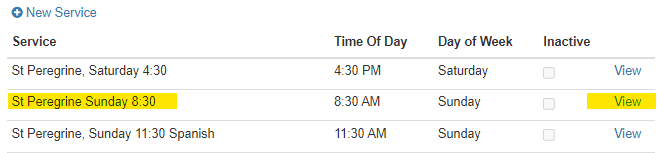 New Service
Service Time Of Day Day of Week Inactive
St Peregrine, Saturday 4:30 4:30 PM Saturday View
St Peregrine Sunday 8:30 8:30 AM Sunday View
St Peregrine, Sunday 11:30 Spanish 11:30 AM Sunday View